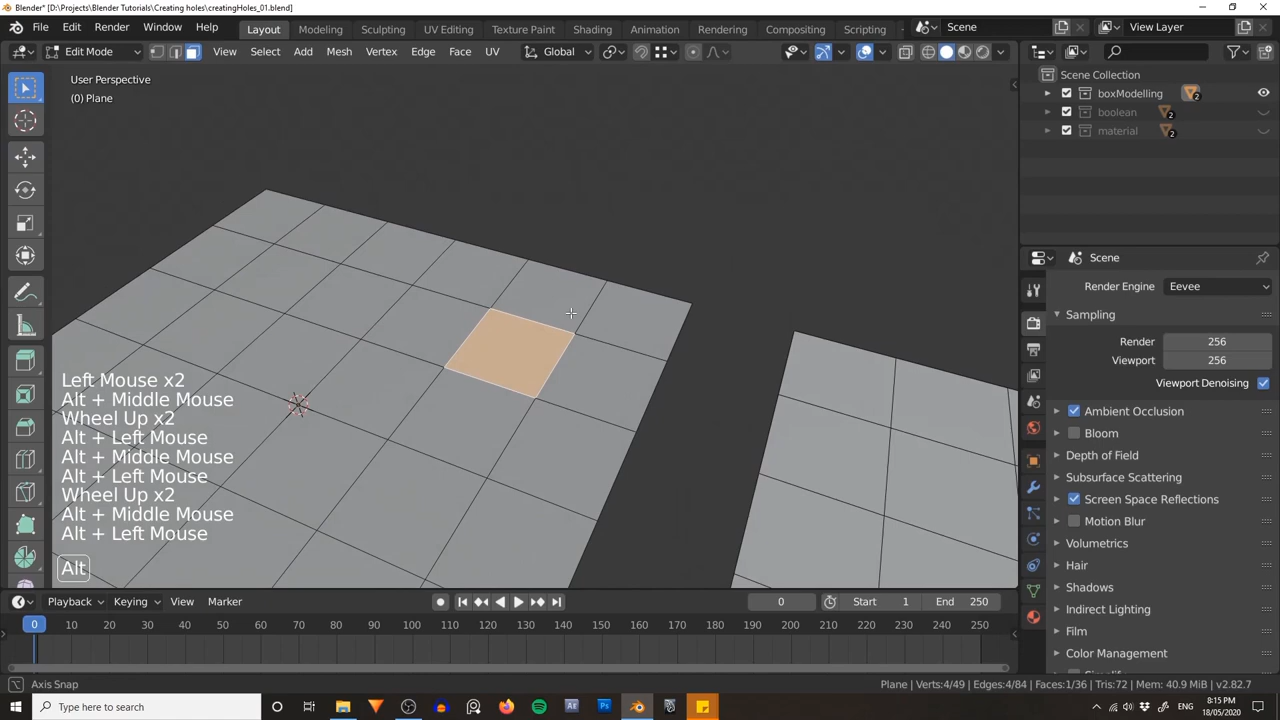 Blender* [D:\Projects\Blender Tutorials\Creating holes\creatingHoles_01.blend]
File Edit Render Window Help Layout Modeling Sculpting UV Editing Texture Paint Shading Animation Rendering Compositing Scripting Scene View Layer
Edit Mode View Select Add Mesh Vertex Edge Face UV Global
User Perspective
(0) Plane
Scene Collection
boxModelling 2
boolean 2
material 2
Scene
Render Engine Eevee
Sampling
Render 256
Viewport 256
Viewport Denoising
Ambient Occlusion
Bloom
Depth of Field
Subsurface Scattering
Screen Space Reflections
Motion Blur
Volumetrics
Hair
Shadows
Indirect Lighting
Film
Color Management
Left Mouse x2
Alt + Middle Mouse
Wheel Up x2
Alt + Left Mouse
Alt + Middle Mouse
Alt + Left Mouse
Wheel Up x2
Alt + Middle Mouse
Alt + Left Mouse
Alt
Playback Keying View Marker 0 Start 1 End 250
0 10 20 30 40 50 60 70 80 90 100 110 120 130 140 150 160 170 180 190 200 210 220 230 240 250
Axis Snap Plane | Verts:4/49 | Edges:4/84 | Faces:1/36 | Tris:72 | Mem: 40.9 MiB | v2.82.7
Type here to search
Ae Ps ENG 8:15 PM
18/05/2020